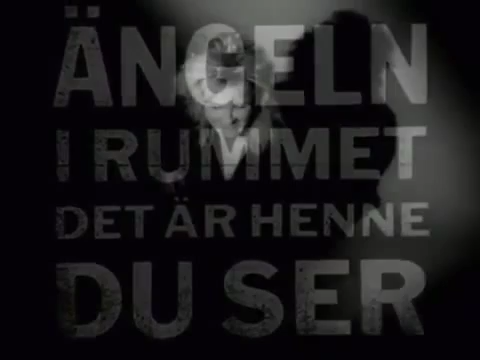 ÄNGELN
I RUMMET
DET ÄR HENNE
DU SER